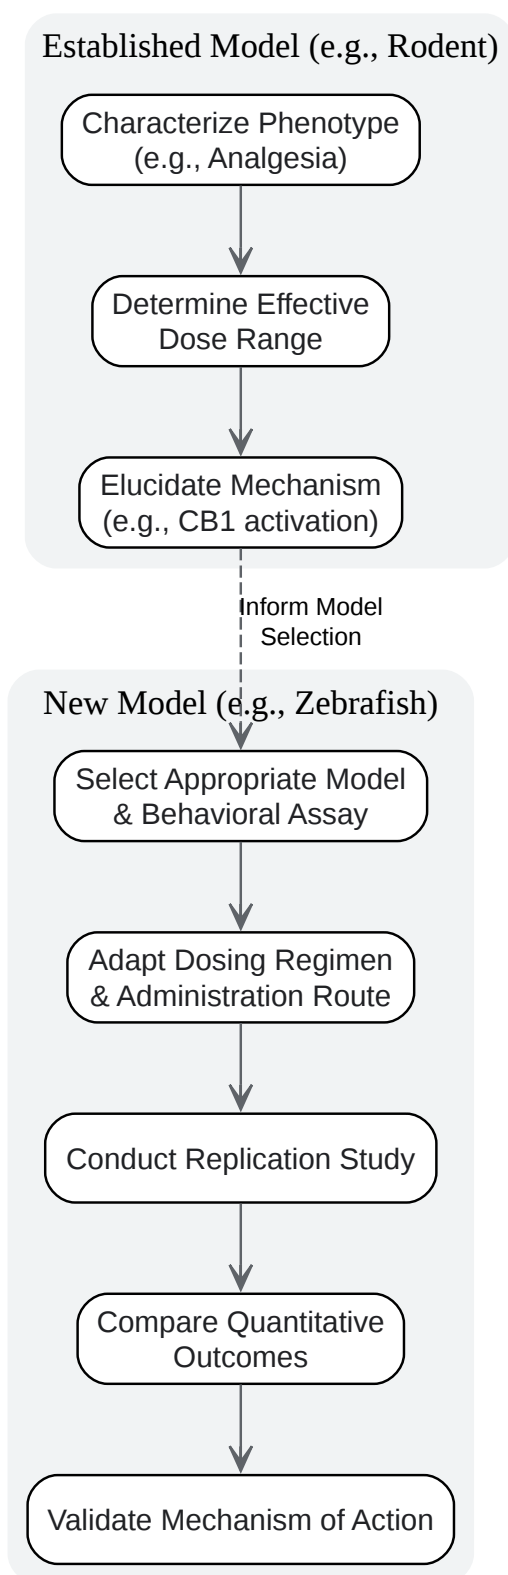 Established Model (e.g., Rodent)
Characterize Phenotype
(e.g., Analgesia)
Determine Effective
Dose Range
Elucidate Mechanism
(e.g., CB1 activation)
Inform Model
Selection
New Model (e.g., Zebrafish)
Select Appropriate Model
& Behavioral Assay
Adapt Dosing Regimen
& Administration Route
Conduct Replication Study
Compare Quantitative
Outcomes
Validate Mechanism of Action